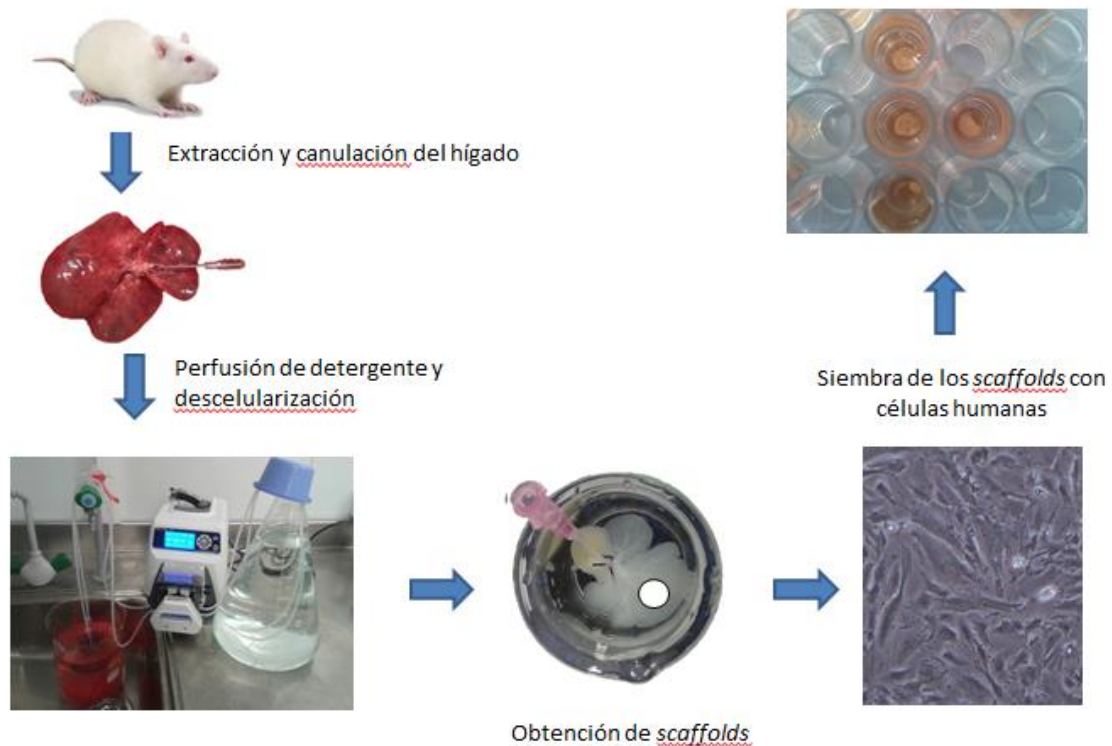 Extracción y canulación del hígado
Perfusión de detergente y
descelularización
Obtención de scaffolds
Siembra de los scaffolds con
células humanas